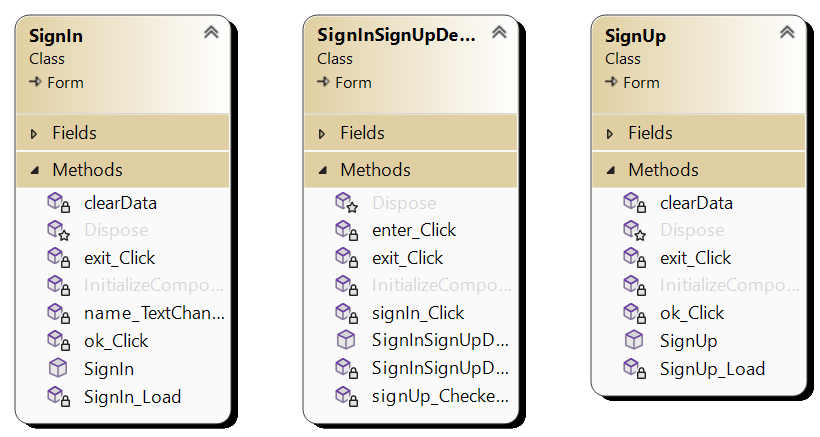 SignIn
Class
Form
Fields
Methods
clearData
Dispose
exit_Click
InitializeCompo...
name_TextChan...
ok_Click
SignIn
SignIn_Load
SignInSignUpDe...
Class
Form
Fields
Methods
Dispose
enter_Click
exit_Click
InitializeCompo...
signIn_Click
SignInSignUpD...
SignInSignUpD...
signUp_Checke...
SignUp
Class
Form
Fields
Methods
clearData
Dispose
exit_Click
InitializeCompo...
ok_Click
SignUp
SignUp_Load